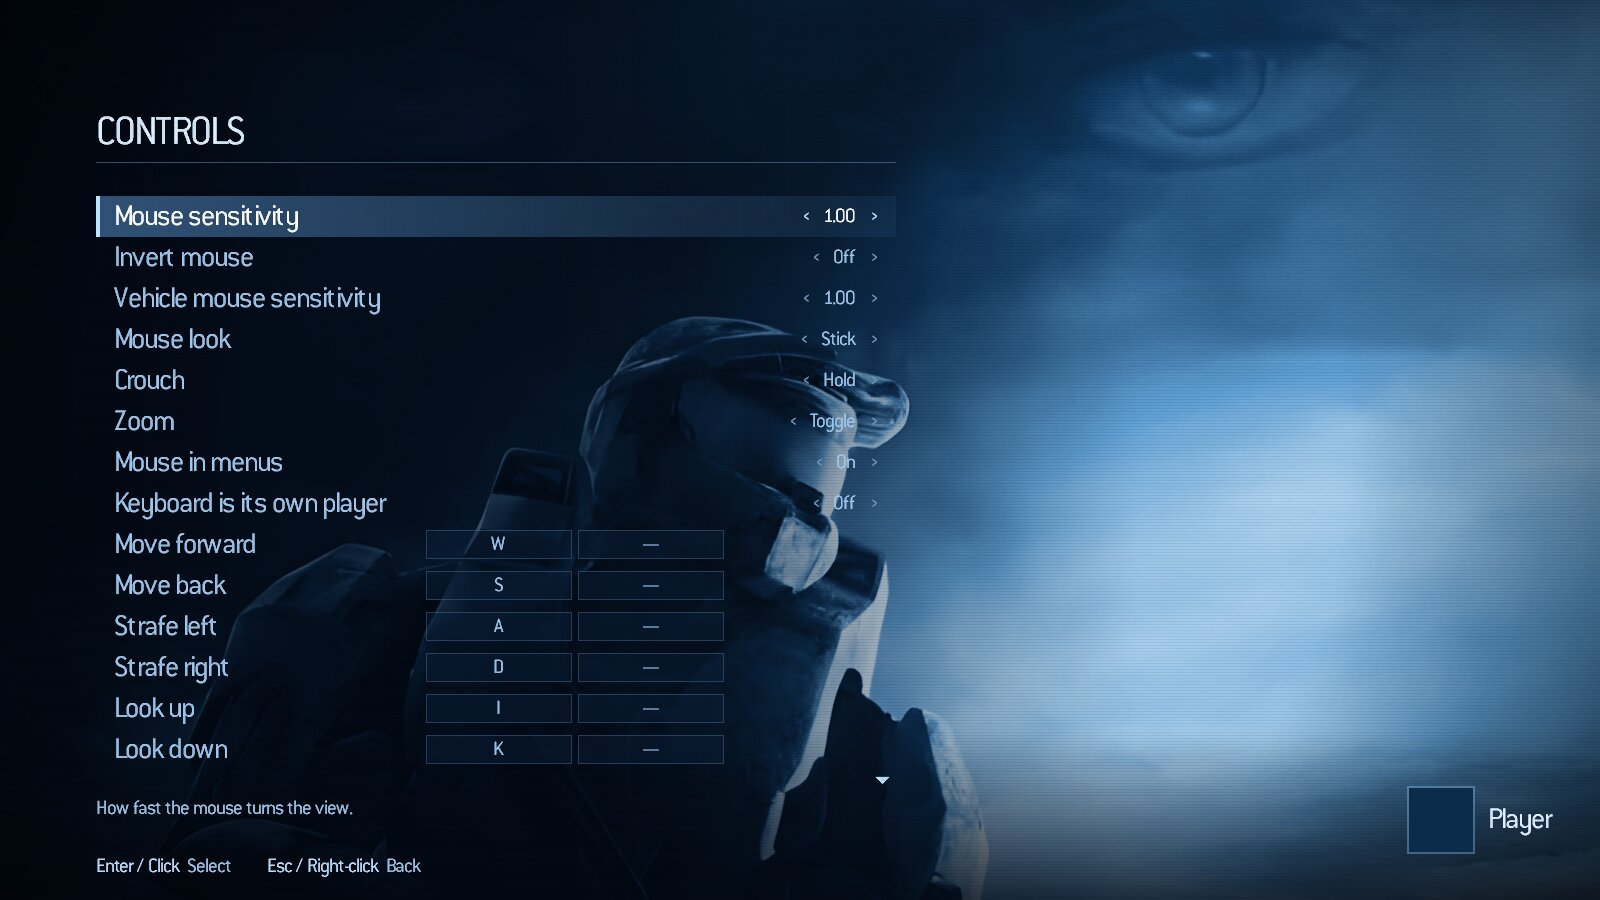 CONTROLS
Mouse sensitivity < 1.00 >
Invert mouse < Off >
Vehicle mouse sensitivity < 1.00 >
Mouse look < Stick >
Crouch < Hold >
Zoom < Toggle >
Mouse in menus < On >
Keyboard is its own player < Off >
Move forward W —
Move back S —
Strafe left A —
Strafe right D —
Look up I —
Look down K —
How fast the mouse turns the view.
Player
Enter / Click Select Esc / Right-click Back